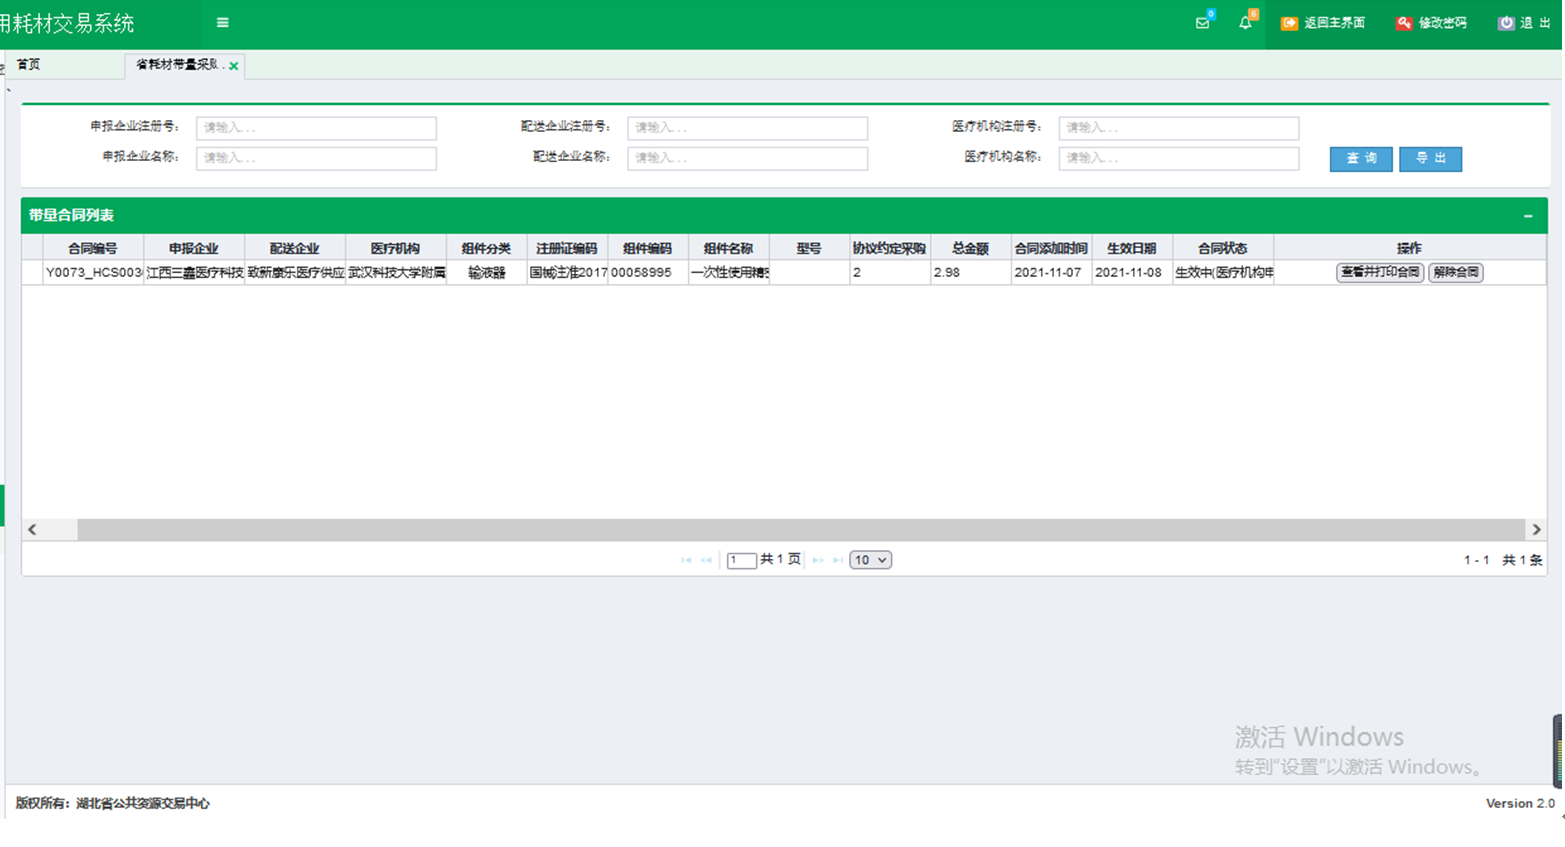 用耗材交易系统
0
6
返回主界面
修改密码
退 出
首页
省耗材带量采购.
申报企业注册号：
请输入...
配送企业注册号：
请输入...
医疗机构注册号：
请输入...
申报企业名称：
请输入...
配送企业名称：
请输入...
医疗机构名称：
请输入...
查 询
导 出
带量合同列表
合同编号 申报企业 配送企业 医疗机构 组件分类 注册证编码 组件编码 组件名称 型号 协议约定采购 总金额 合同添加时间 生效日期 合同状态 操作
Y0073_HCS003 江西三鑫医疗科技 致新康乐医疗供应 武汉科技大学附属 输液器 国械注准2017 00058995 一次性使用精密 2 2.98 2021-11-07 2021-11-08 生效中(医疗机构申 查看并打印合同 解除合同
1 共 1 页 10
1 - 1 共 1 条
激活 Windows
转到“设置”以激活 Windows。
版权所有：湖北省公共资源交易中心
Version 2.0